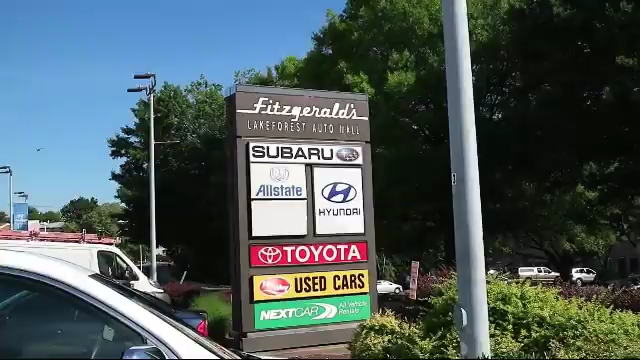 Fitzgerald's
LAKEFOREST AUTO MALL
SUBARU
Allstate
HYUNDAI
TOYOTA
USED CARS
NEXTCAR All Vehicle
Rentals